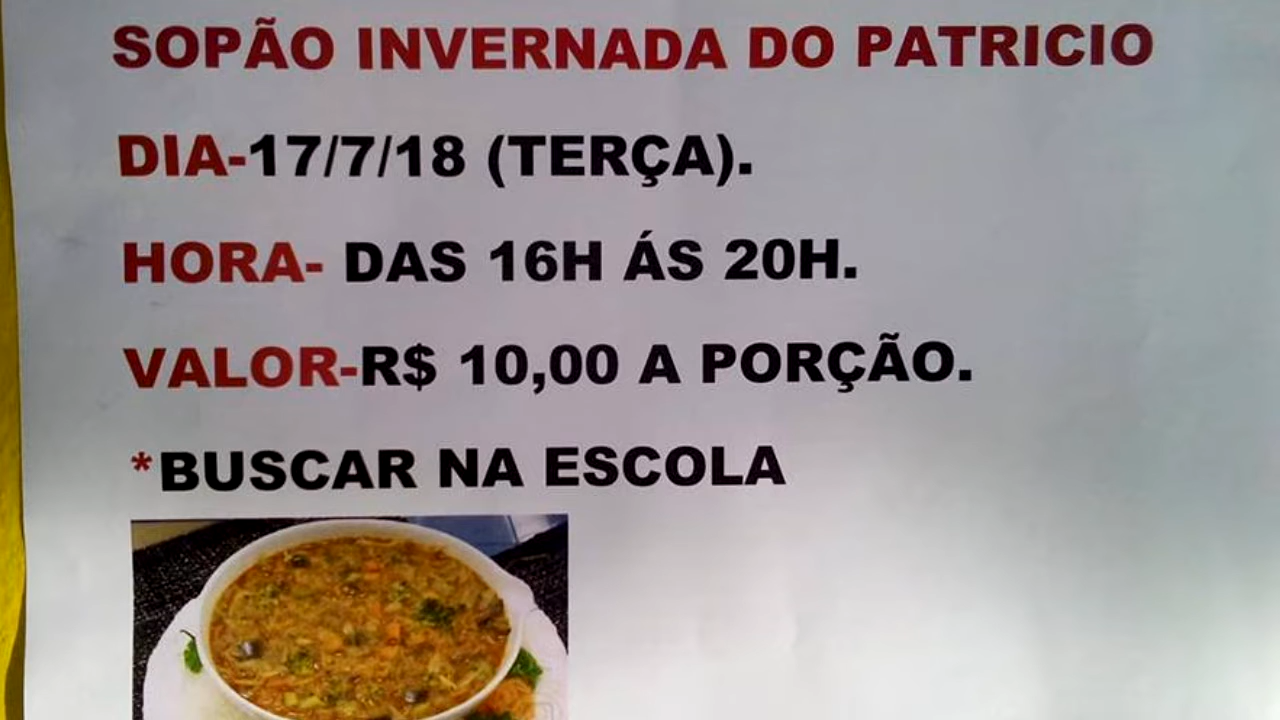 SOPÃO INVERNADA DO PATRICIO
DIA-17/7/18 (TERÇA).
HORA- DAS 16H ÁS 20H.
VALOR-R$ 10,00 A PORÇÃO.
*BUSCAR NA ESCOLA